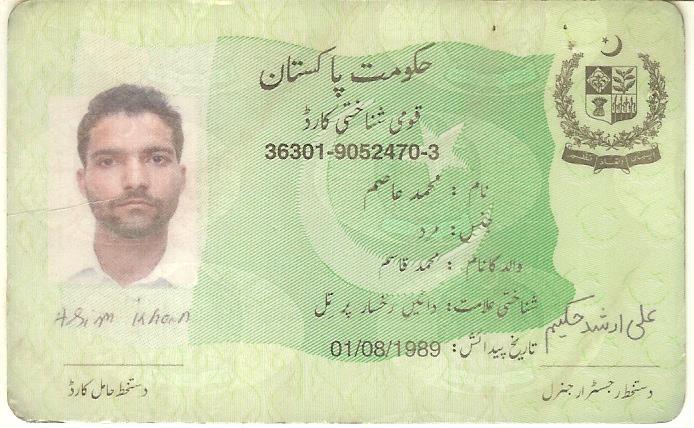 حکومت پاکستان
قومی شناختی کارڈ
36301-9052470-3
نام : محمد عاصم
جنس: مرد
والد کا نام : محمد قاسم
شناختی علامت: دائیں رخسار پر تل
تاریخ پیدائش: 01/08/1989
Asim Khan
علی ارشد حکیم
دستخط حامل کارڈ
دستخط رجسٹرار جنرل